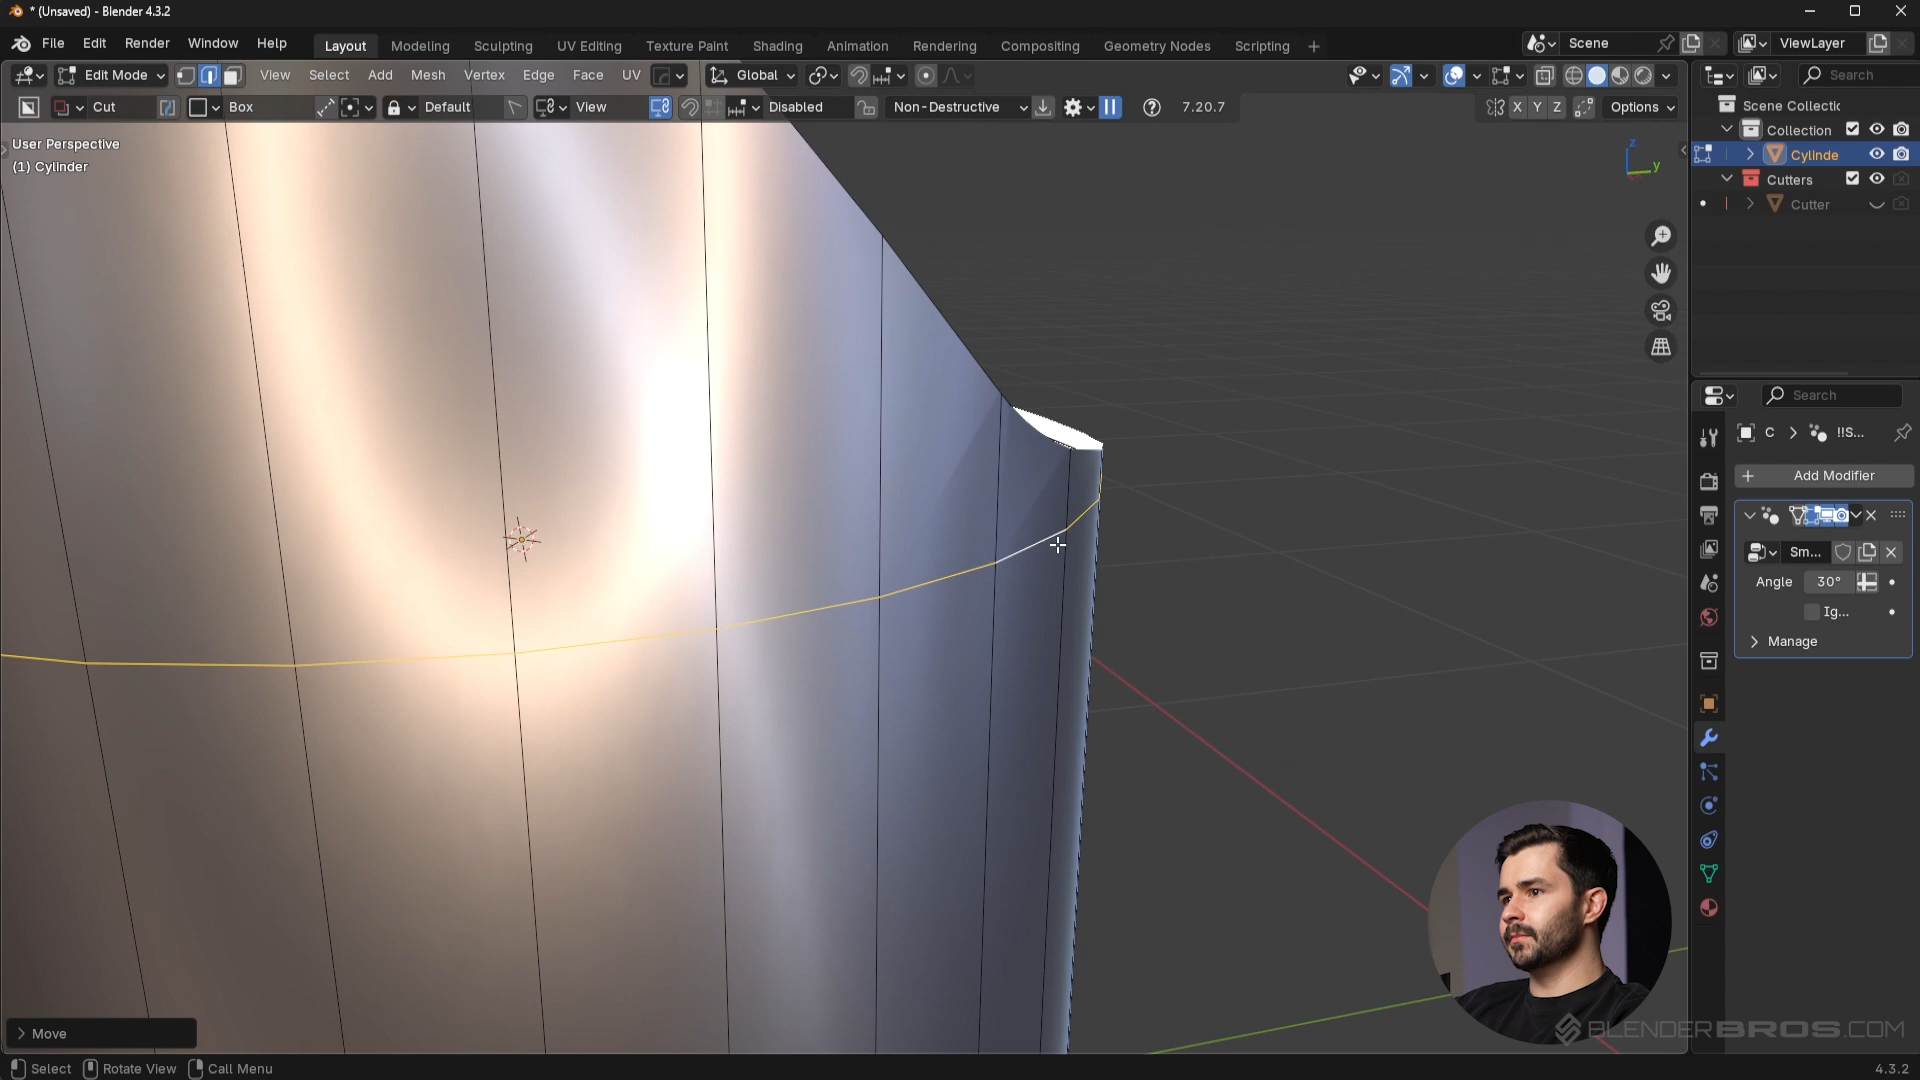 * (Unsaved) - Blender 4.3.2
File Edit Render Window Help
Layout Modeling Sculpting UV Editing Texture Paint Shading Animation Rendering Compositing Geometry Nodes Scripting +
Scene
ViewLayer
Edit Mode View Select Add Mesh Vertex Edge Face UV Global
Search
Cut Box Default View Disabled Non-Destructive 7.20.7 X Y Z Options
Scene Collectic
Collection
Cylinde
Cutters
Cutter
User Perspective
(1) Cylinder
Z
Y
Search
C > !!S...
+ Add Modifier
Sm...
Angle 30°
Ig...
Manage
Move
BLENDERBROS.COM
Select Rotate View Call Menu
4.3.2